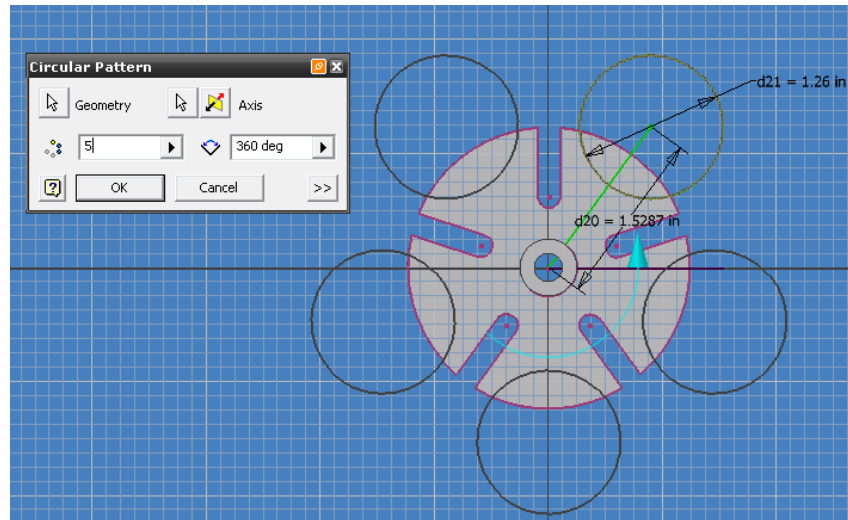 Circular Pattern
Geometry
Axis
5
360 deg
OK
Cancel
>>
d21 = 1.26 in
d20 = 1.5287 in